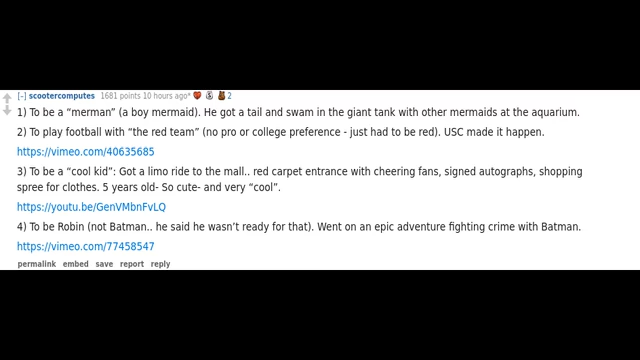 [-] scootercomputes 1681 points 10 hours ago* 2
1) To be a “merman” (a boy mermaid). He got a tail and swam in the giant tank with other mermaids at the aquarium.
2) To play football with “the red team” (no pro or college preference - just had to be red). USC made it happen.
https://vimeo.com/40635685
3) To be a “cool kid”: Got a limo ride to the mall.. red carpet entrance with cheering fans, signed autographs, shopping
spree for clothes. 5 years old- So cute- and very “cool”.
https://youtu.be/GenVMbnFvLQ
4) To be Robin (not Batman.. he said he wasn’t ready for that). Went on an epic adventure fighting crime with Batman.
https://vimeo.com/77458547
permalink embed save report reply